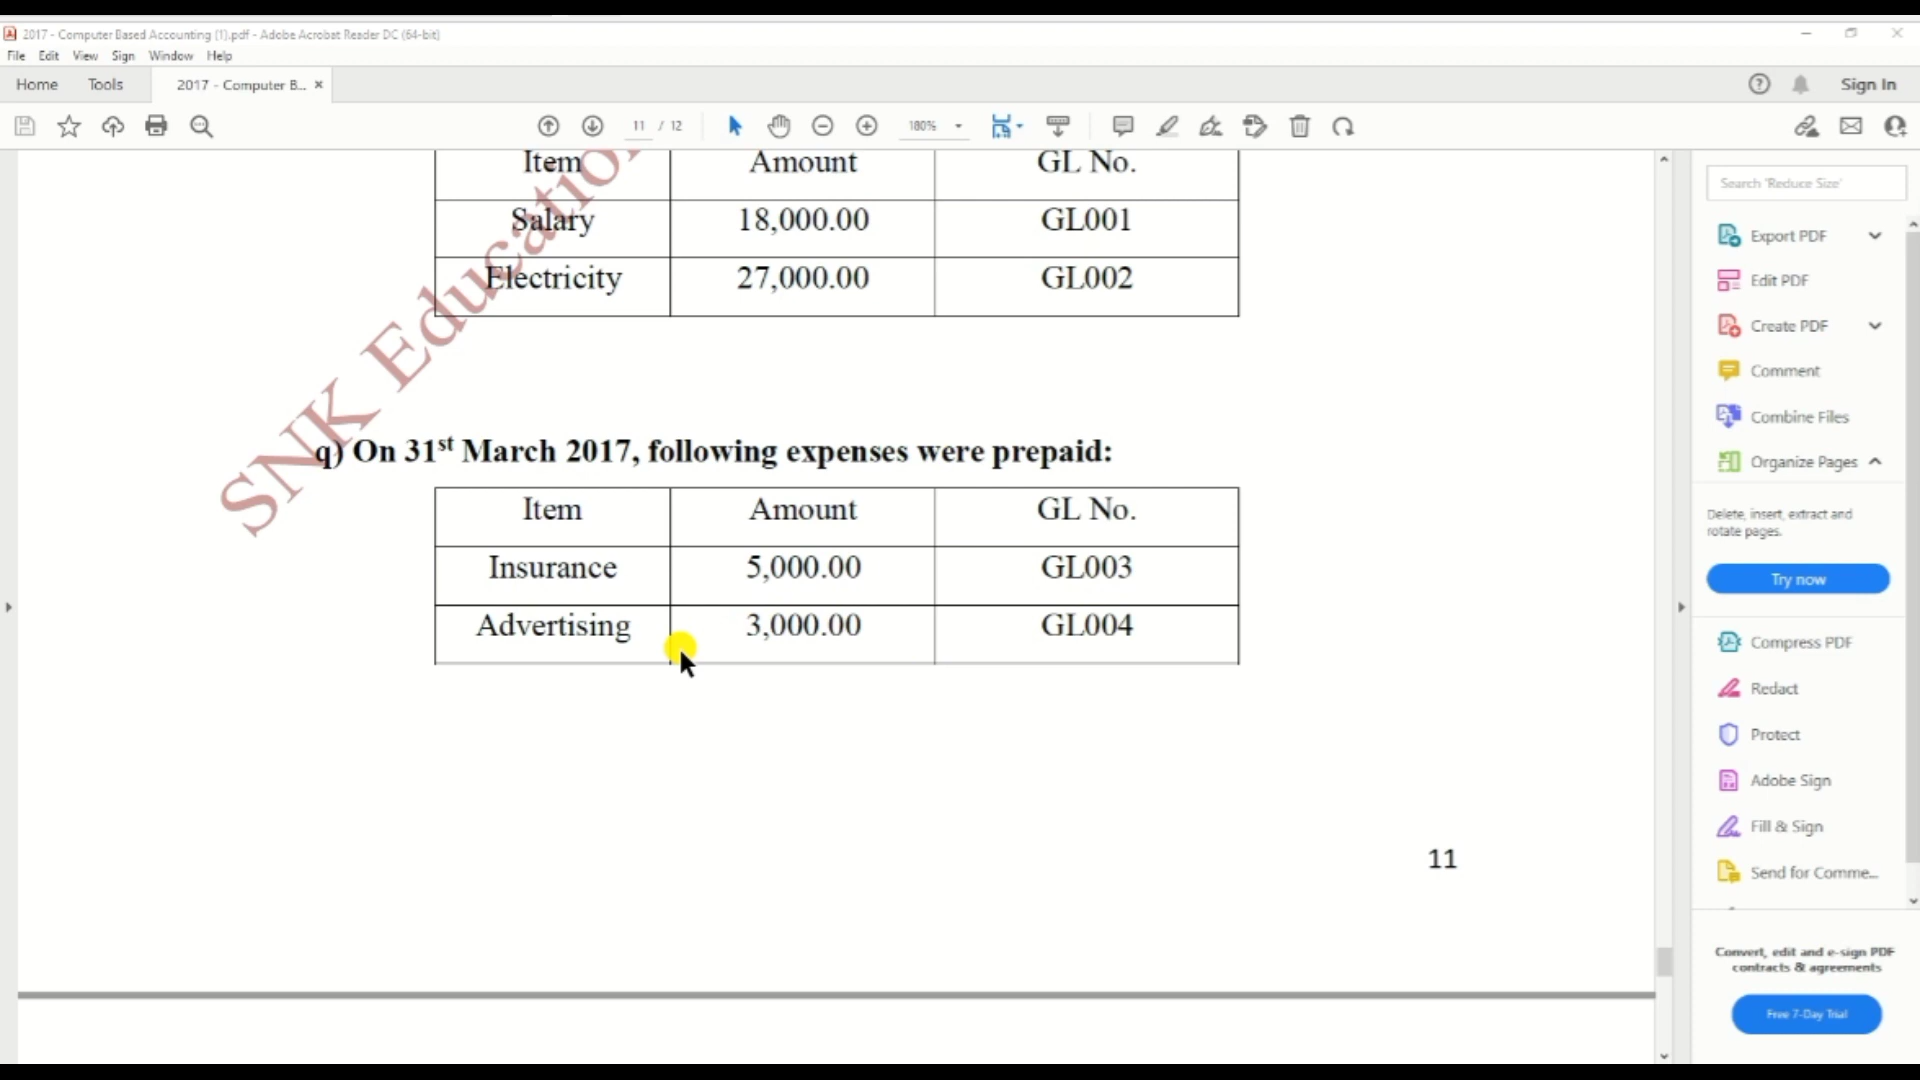 2017 - Computer Based Accounting (1).pdf - Adobe Acrobat Reader DC (64-bit)
File Edit View Sign Window Help
Home Tools 2017 - Computer B... × Sign In
11 / 12 180%
Item Amount GL No.
Salary 18,000.00 GL001
Electricity 27,000.00 GL002
SNK Education
q) On 31st March 2017, following expenses were prepaid:
Item Amount GL No.
Insurance 5,000.00 GL003
Advertising 3,000.00 GL004
11
Search 'Reduce Size'
Export PDF
Edit PDF
Create PDF
Comment
Combine Files
Organize Pages
Delete, insert, extract and
rotate pages.
Try now
Compress PDF
Redact
Protect
Adobe Sign
Fill & Sign
Send for Comme...
Convert, edit and e-sign PDF
contracts & agreements
Free 7-Day Trial